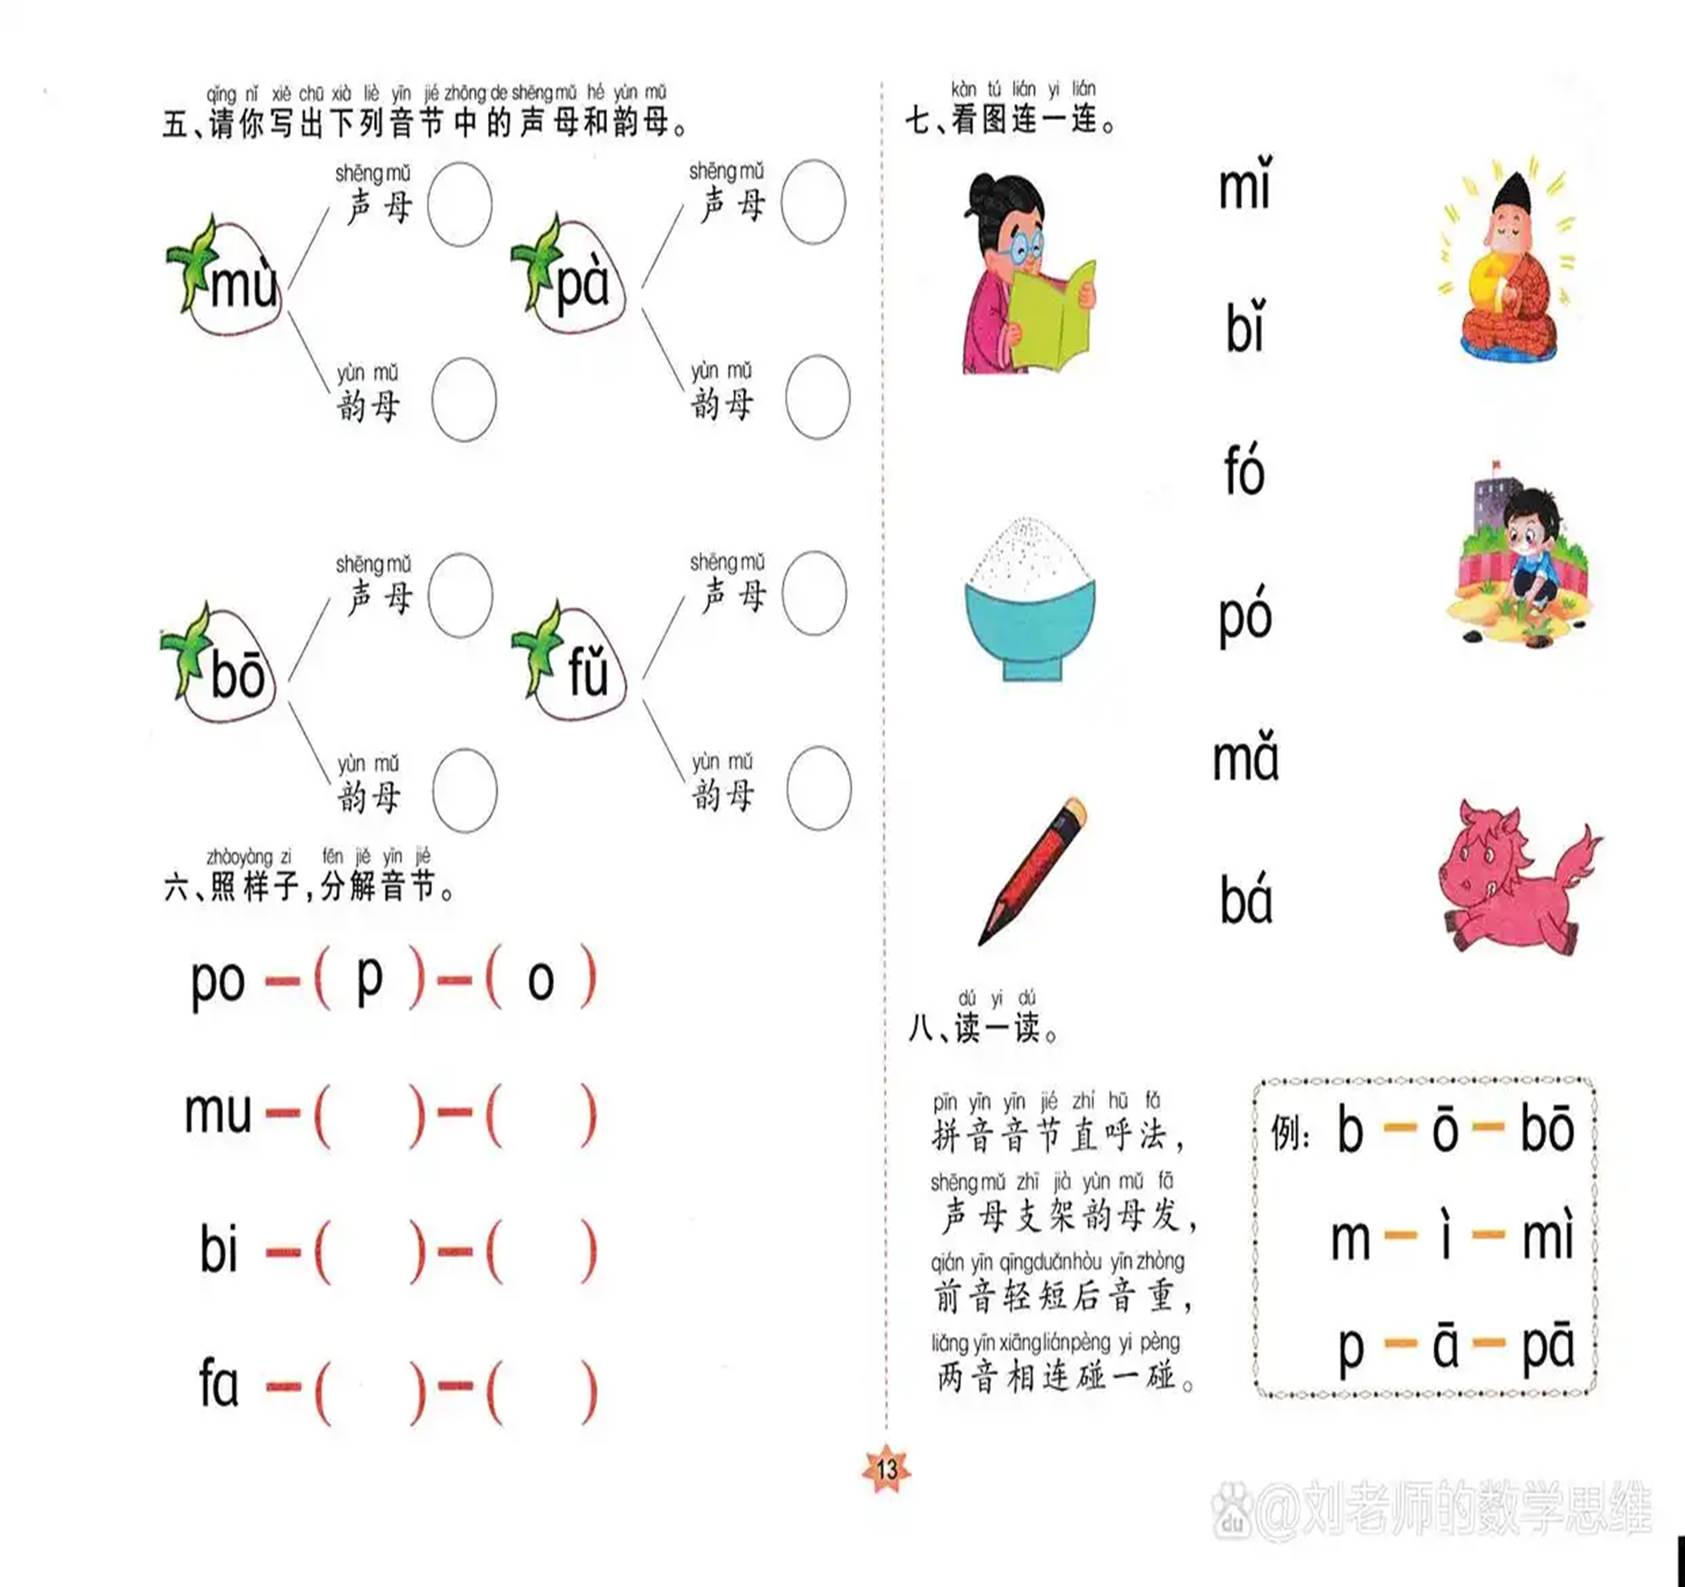 qǐng nǐ xiě chū xià liè yīn jié zhōng de shēng mǔ hé yùn mǔ
五、请你写出下列音节中的声母和韵母。
shēng mǔ
声母
mù
yùn mǔ
韵母
shēng mǔ
声母
pà
yùn mǔ
韵母
shēng mǔ
声母
bō
yùn mǔ
韵母
shēng mǔ
声母
fǔ
yùn mǔ
韵母
zhào yàng zi fēn jiě yīn jié
六、照样子,分解音节。
po-( p )-( o )
mu-( )-( )
bi-( )-( )
fa-( )-( )
kàn tú lián yi lián
七、看图连一连。
mǐ
bǐ
fó
pó
mǎ
bá
dú yi dú
八、读一读。
pīn yīn yīn jié zhí hū fǎ
拼音音节直呼法,
shēng mǔ zhī jià yùn mǔ fā
声母支架韵母发,
qián yīn qīng duǎn hòu yīn zhòng
前音轻短后音重,
liǎng yīn xiāng lián pèng yi pèng
两音相连碰一碰。
例: b-ō-bō
m-ì-mì
p-ā-pā
13
du @刘老师的数学思维